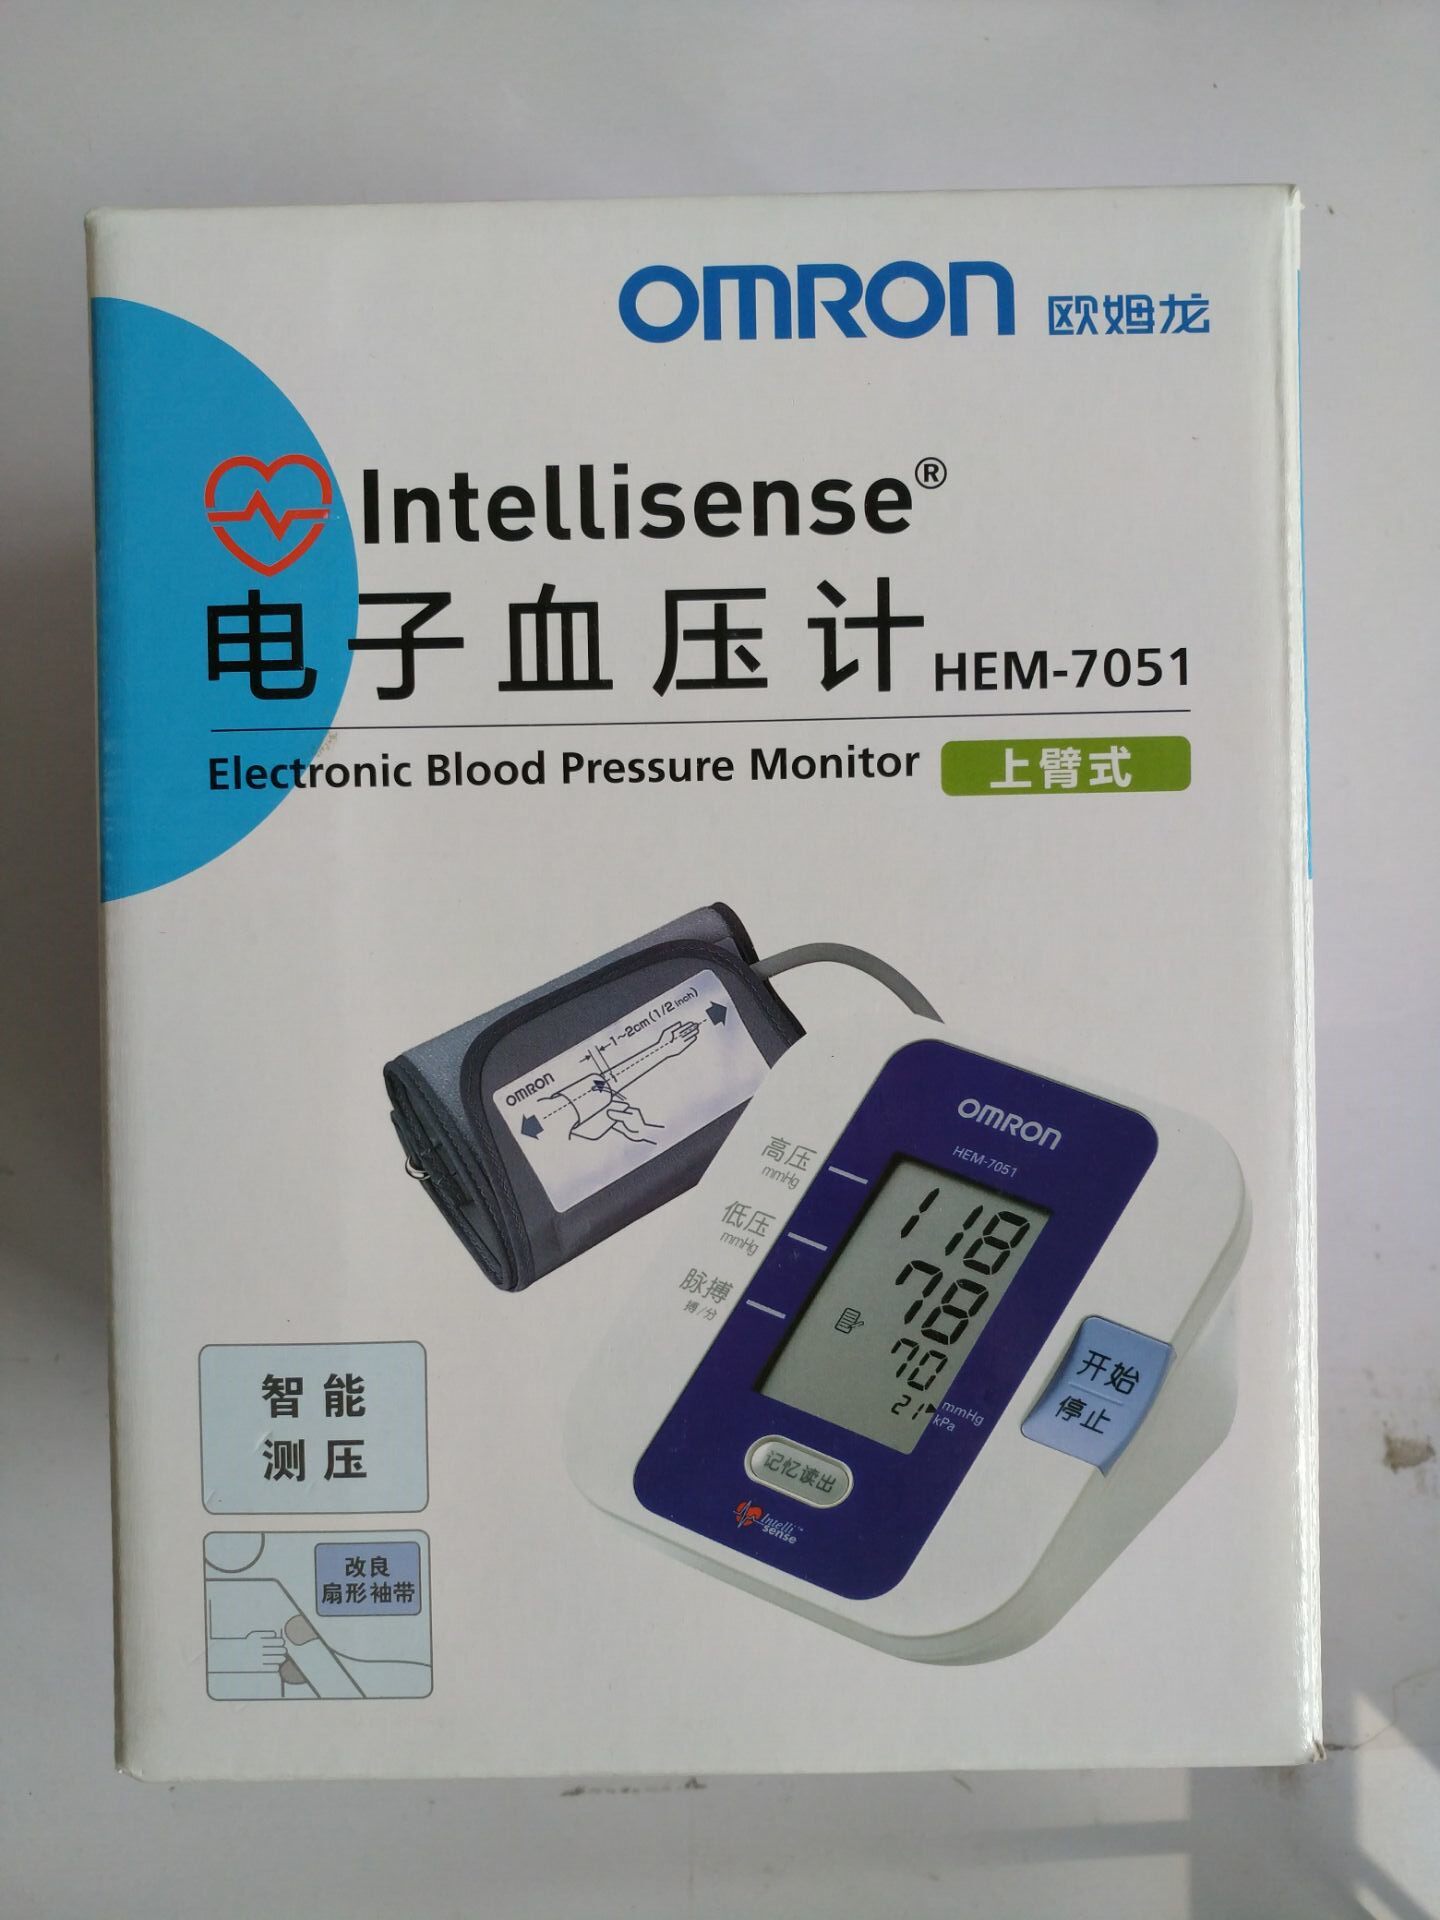 OMRON 欧姆龙
Intellisense®
电子血压计 HEM-7051
Electronic Blood Pressure Monitor 上臂式
1~2cm(1/2 inch)
OMRON
OMRON
HEM-7051
高压
mmHg
118
低压
mmHg
78
脉搏
搏/分
70
21
mmHg
kPa
开始
停止
记忆读出
Intelli™
sense
智能
测压
改良
扇形袖带